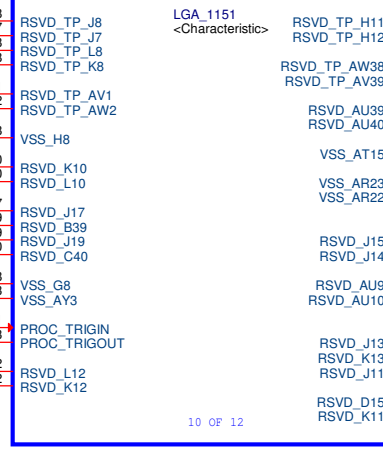 LGA_1151
<Characteristic>
RSVD_TP_J8
RSVD_TP_J7
RSVD_TP_L8
RSVD_TP_K8
RSVD_TP_AV1
RSVD_TP_AW2
VSS_H8
RSVD_K10
RSVD_L10
RSVD_J17
RSVD_B39
RSVD_J19
RSVD_C40
VSS_G8
VSS_AY3
PROC_TRIGIN
PROC_TRIGOUT
RSVD_L12
RSVD_K12
RSVD_TP_H11
RSVD_TP_H12
RSVD_TP_AW38
RSVD_TP_AV39
RSVD_AU39
RSVD_AU40
VSS_AT15
VSS_AR23
VSS_AR22
RSVD_J15
RSVD_J14
RSVD_AU9
RSVD_AU10
RSVD_J13
RSVD_K13
RSVD_J11
RSVD_D15
RSVD_K11
10 OF 12